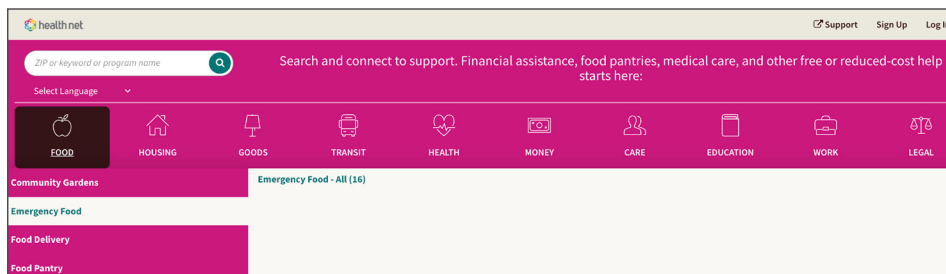 health net
Support Sign Up Log In
ZIP or keyword or program name
Search and connect to support. Financial assistance, food pantries, medical care, and other free or reduced-cost help
starts here:
Select Language
FOOD HOUSING GOODS TRANSIT HEALTH MONEY CARE EDUCATION WORK LEGAL
Community Gardens
Emergency Food - All (16)
Emergency Food
Food Delivery
Food Pantry